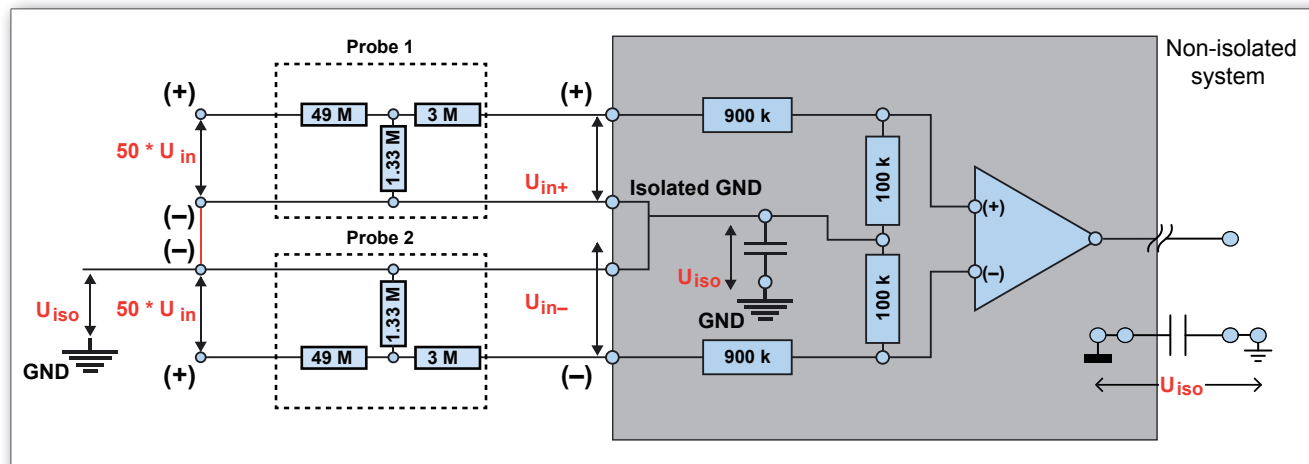 Probe 1
Non-isolated
system
(+)
49 M
3 M
(+)
900 k
50 * U in
1.33 M
U in+
100 k
Isolated GND
(+)
(–)
(–)
Probe 2
U iso
50 * U in
1.33 M
U in–
U iso
100 k
(–)
GND
GND
49 M
3 M
900 k
(+)
(–)
U iso